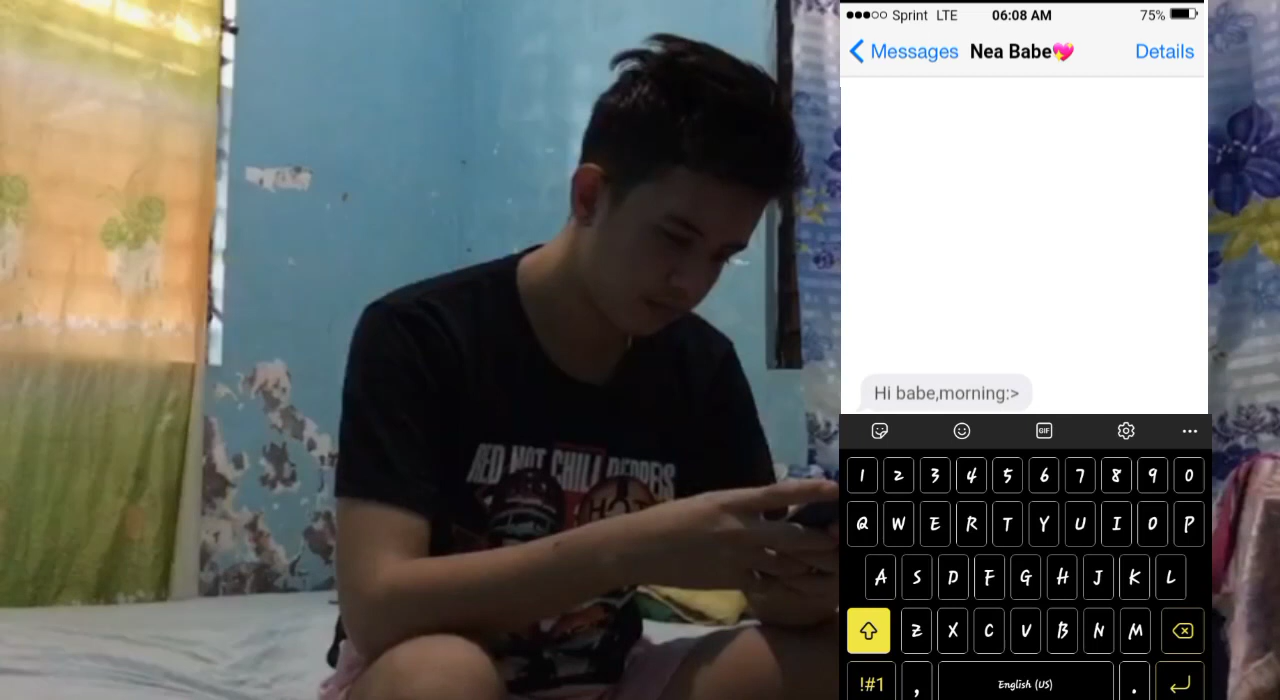 Sprint LTE 06:08 AM 75%
Messages Nea Babe💖 Details
Hi babe,morning:>
GIF
1 2 3 4 5 6 7 8 9 0
Q W E R T Y U I O P
A S D F G H J K L
Z X C V B N M
!#1 , English (US) .
RED HOT CHILI PEPPERS
HOT